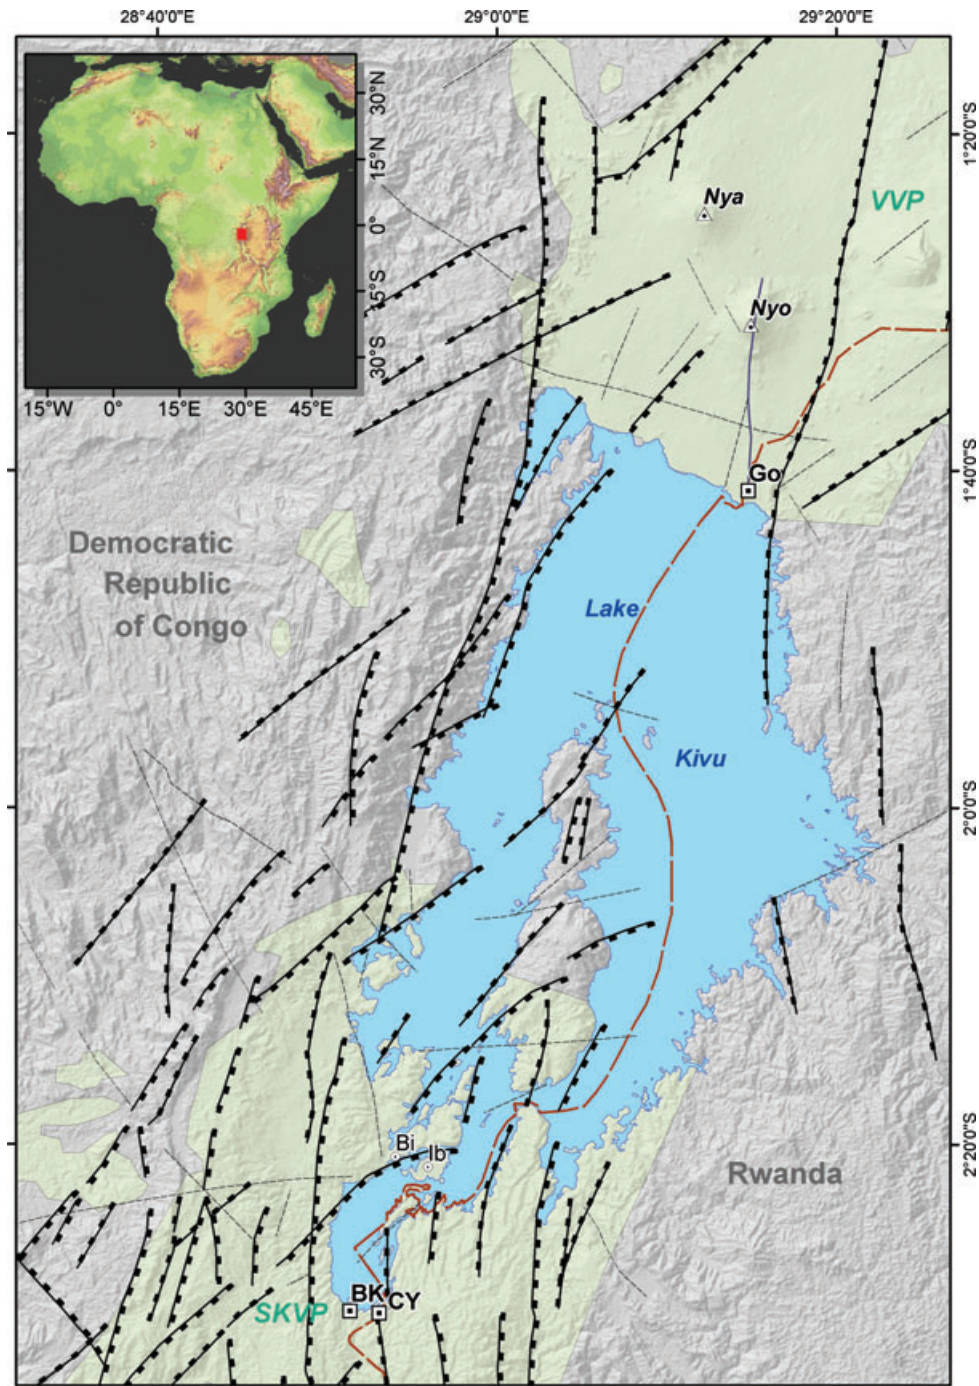 28°40'0"E
29°0'0"E
29°20'0"E
30°N
15°N
0°
15°S
30°S
15°W
0°
15°E
30°E
45°E
1°20'0"S
1°40'0"S
2°0'0"S
2°20'0"S
Nya
VVP
Nyo
Go
Democratic
Republic
of Congo
Lake
Kivu
Bi
Ib
Rwanda
SKVP
BK
CY